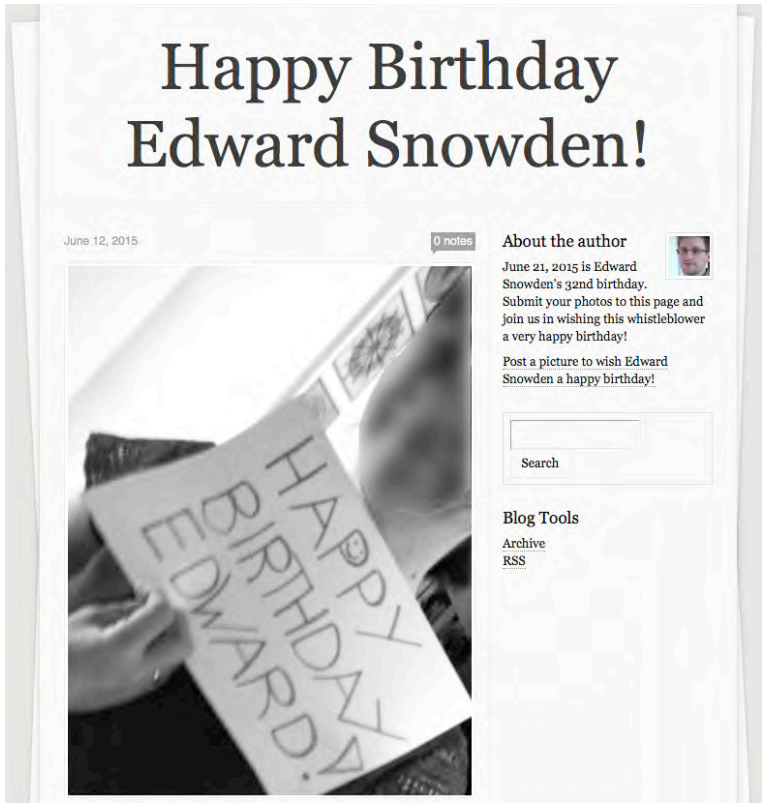 Happy Birthday
Edward Snowden!
June 12, 2015
0 notes
HAPPY
BIRTHDAY
EDWARD!
About the author
June 21, 2015 is Edward
Snowden's 32nd birthday.
Submit your photos to this page and
join us in wishing this whistleblower
a very happy birthday!
Post a picture to wish Edward
Snowden a happy birthday!
Search
Blog Tools
Archive
RSS